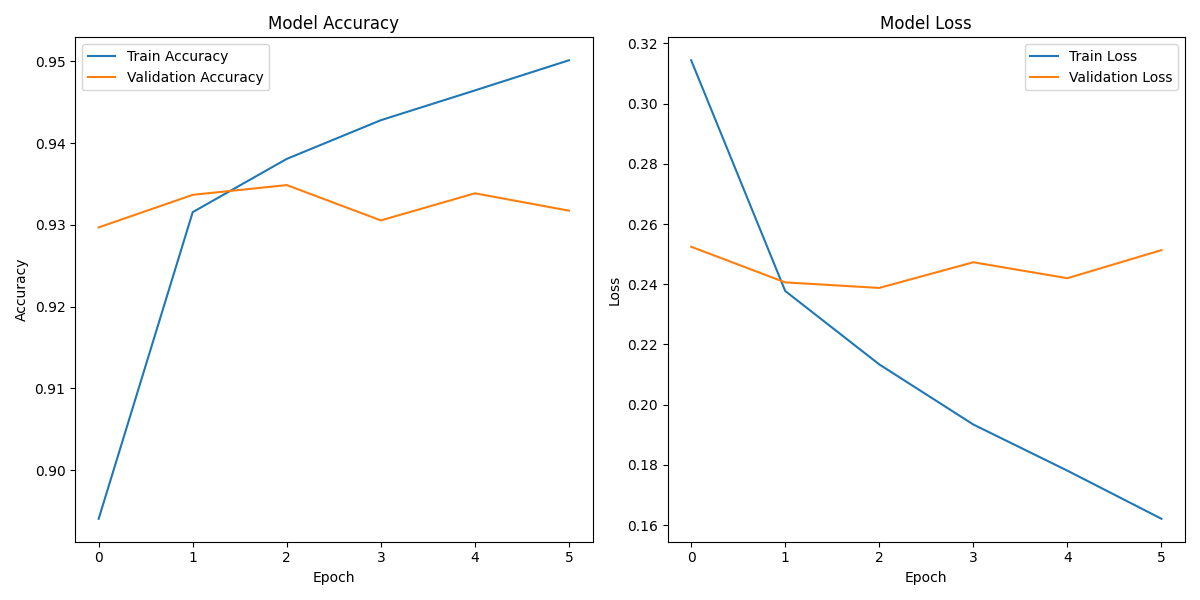 Model Accuracy
Train Accuracy
Validation Accuracy
0.95
0.94
0.93
0.92
0.91
0.90
Accuracy
0 1 2 3 4 5
Epoch
Model Loss
Train Loss
Validation Loss
0.32
0.30
0.28
0.26
0.24
0.22
0.20
0.18
0.16
Loss
0 1 2 3 4 5
Epoch